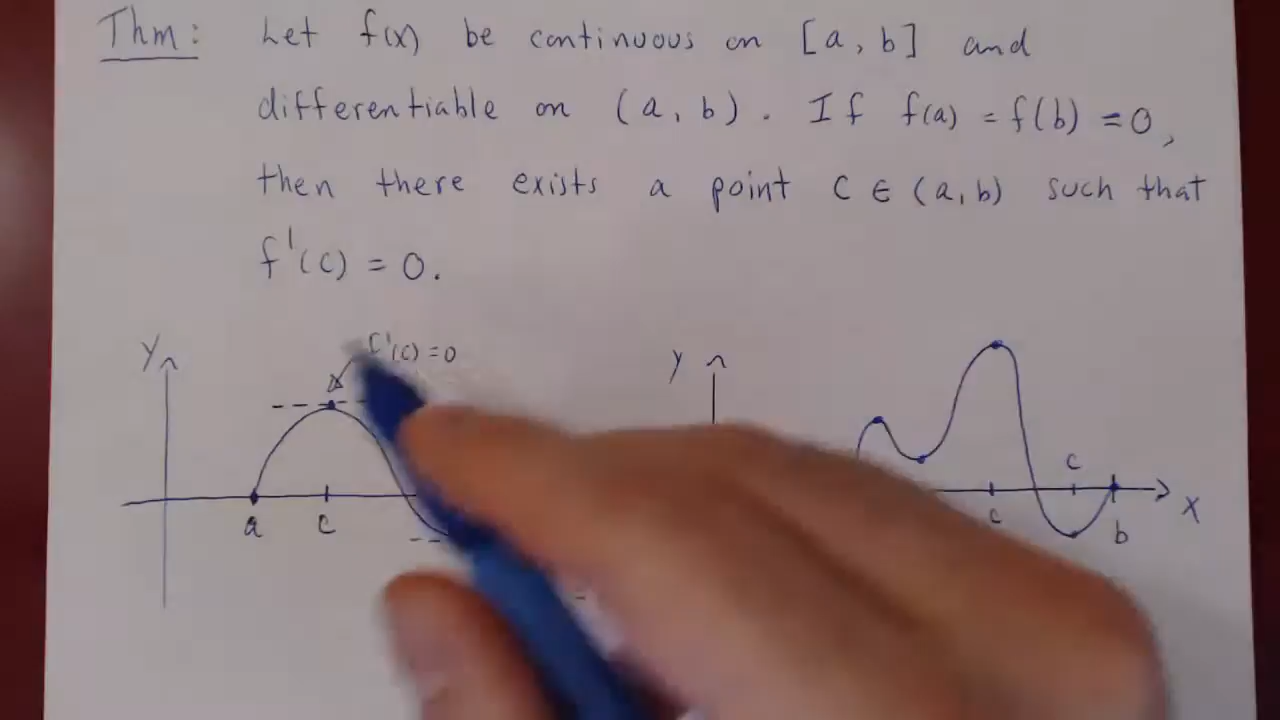 Thm: Let f(x) be continuous on [a, b] and
differentiable on (a, b). If f(a) = f(b) = 0,
then there exists a point c ∈ (a, b) such that
f'(c) = 0.
y f'(c) = 0 y
a c c c b x